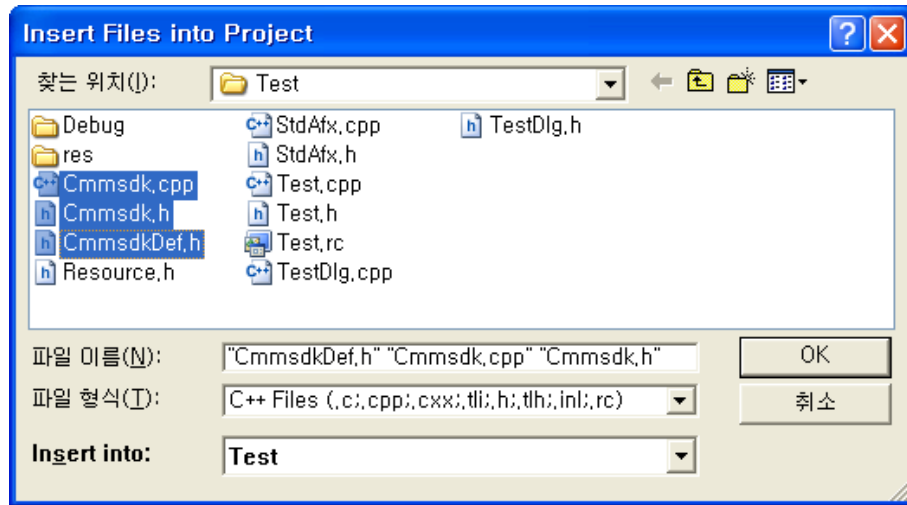 Insert Files into Project
찾는 위치(I):
Test
Debug
res
Cmmsdk.cpp
Cmmsdk.h
CmmsdkDef.h
Resource.h
StdAfx.cpp
StdAfx.h
Test.cpp
Test.h
Test.rc
TestDlg.cpp
TestDlg.h
파일 이름(N):
"CmmsdkDef.h" "Cmmsdk.cpp" "Cmmsdk.h"
OK
파일 형식(T):
C++ Files (.c;.cpp;.cxx;.tli;.h;.tlh;.inl;.rc)
취소
Insert into:
Test